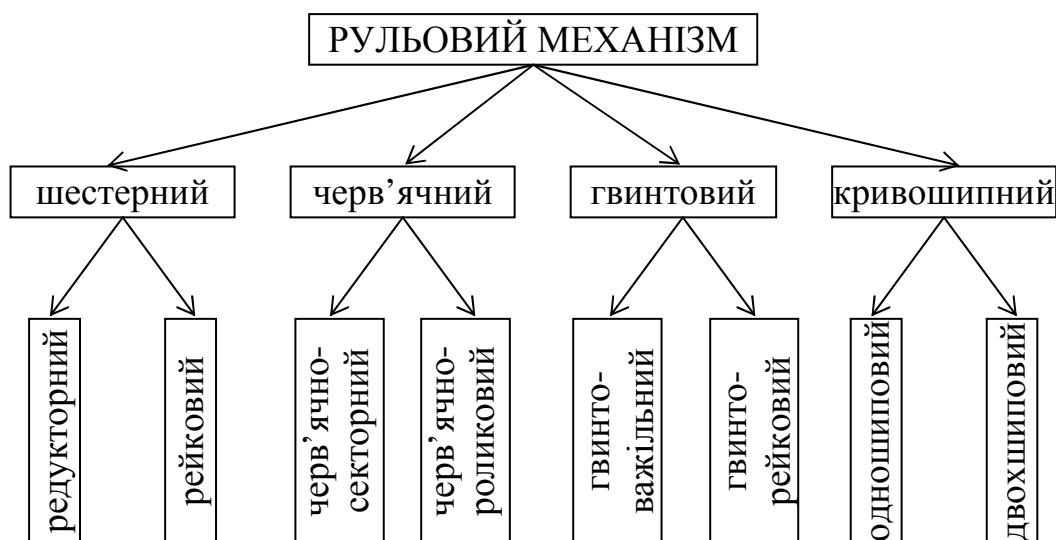 РУЛЬОВИЙ МЕХАНІЗМ
шестерний
черв’ячний
гвинтовий
кривошипний
редукторний
рейковий
черв’ячно-
секторний
черв’ячно-
роликовий
гвинто-
важільний
гвинто-
рейковий
одношиповий
двохшиповий